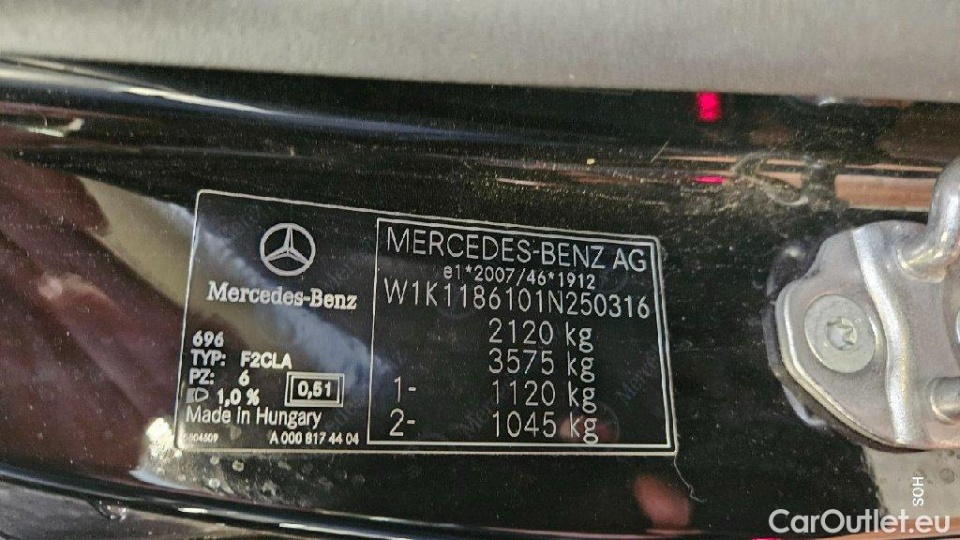 Mercedes-Benz
696
TYP: F2CLA
PZ: 6
1,0 % 0,51
Made in Hungary
A 000 817 44 04
MERCEDES-BENZ AG
e1*2007/46*1912
W1K1186101N250316
2120 kg
3575 kg
1- 1120 kg
2- 1045 kg
SOH
CarOutlet.eu